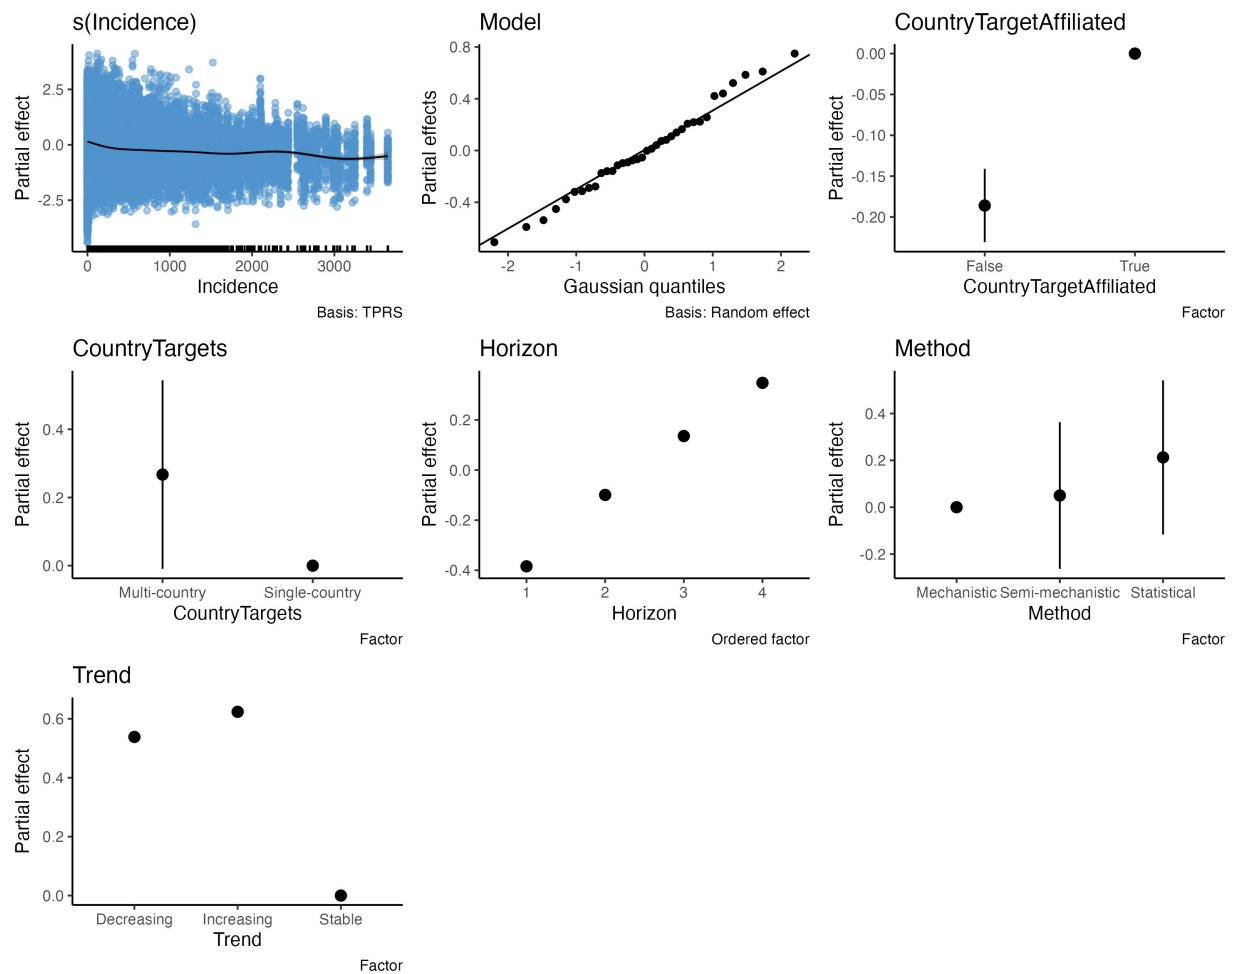 s(Incidence)
Partial effect
2.5
0.0
-2.5
0 1000 2000 3000
Incidence
Basis: TPRS
Model
Partial effects
0.8
0.4
0.0
-0.4
-2 -1 0 1 2
Gaussian quantiles
Basis: Random effect
CountryTargetAffiliated
Partial effect
0.00
-0.05
-0.10
-0.15
-0.20
False True
CountryTargetAffiliated
Factor
CountryTargets
Partial effect
0.4
0.2
0.0
Multi-country Single-country
CountryTargets
Factor
Horizon
Partial effect
0.2
0.0
-0.2
-0.4
1 2 3 4
Horizon
Ordered factor
Method
Partial effect
0.4
0.2
0.0
-0.2
Mechanistic Semi-mechanistic Statistical
Method
Factor
Trend
Partial effect
0.6
0.4
0.2
0.0
Decreasing Increasing Stable
Trend
Factor